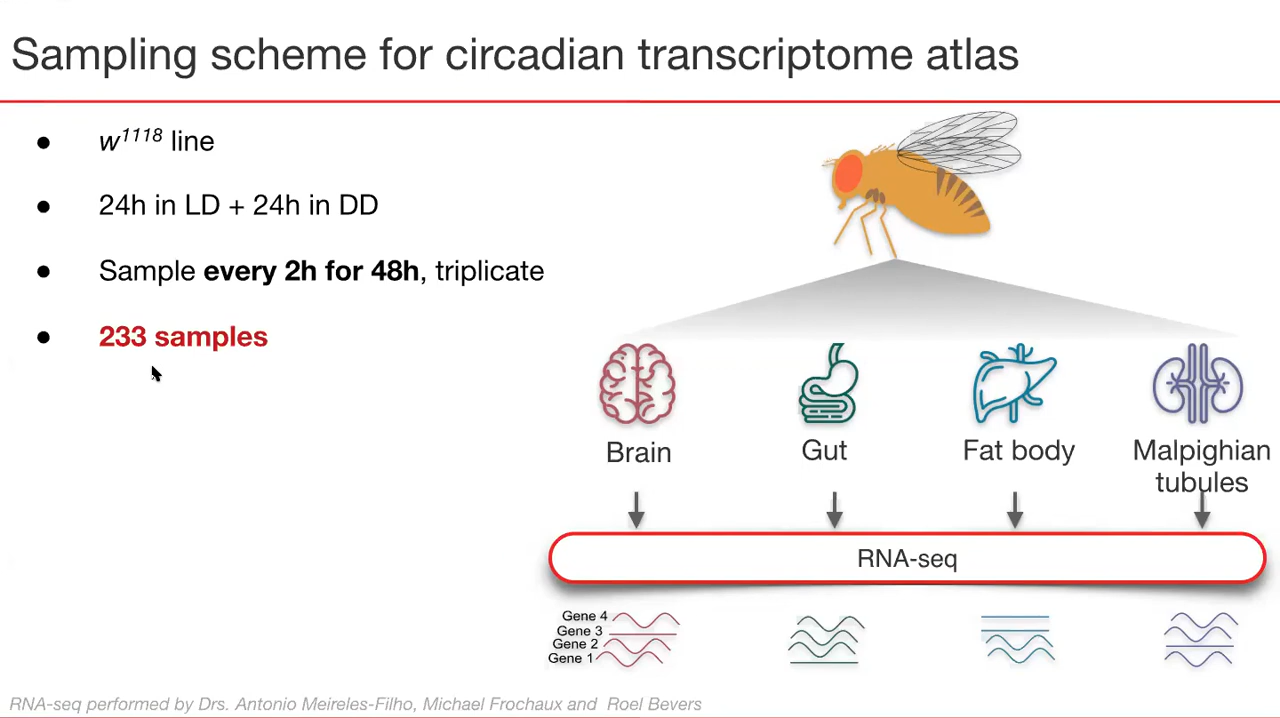 Sampling scheme for circadian transcriptome atlas
● w1118 line
● 24h in LD + 24h in DD
● Sample every 2h for 48h, triplicate
● 233 samples
Brain
Gut
Fat body
Malpighian
tubules
RNA-seq
Gene 4
Gene 3
Gene 2
Gene 1
RNA-seq performed by Drs. Antonio Meireles-Filho, Michael Frochaux and Roel Bevers